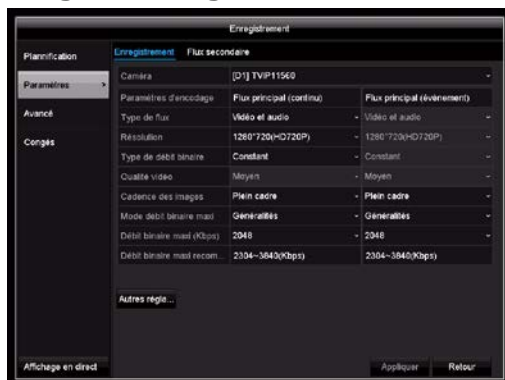 Enregistrement
Plannification
Paramètres
Avancé
Congés
Enregistrement Flux secondaire
Caméra [D1] TVIP11560
Paramètres d'encodage Flux principal (continu) Flux principal (événement)
Type de flux Vidéo et audio Vidéo et audio
Résolution 1280*720(HD720P) 1280*720(HD720P)
Type de débit binaire Constant Constant
Qualité vidéo Moyen Moyen
Cadence des images Plein cadre Plein cadre
Mode débit binaire maxi Généralités Généralités
Débit binaire maxi (Kbps) 2048 2048
Débit binaire maxi recom... 2304~3840(Kbps) 2304~3840(Kbps)
Autres régla...
Affichage en direct
Appliquer Retour